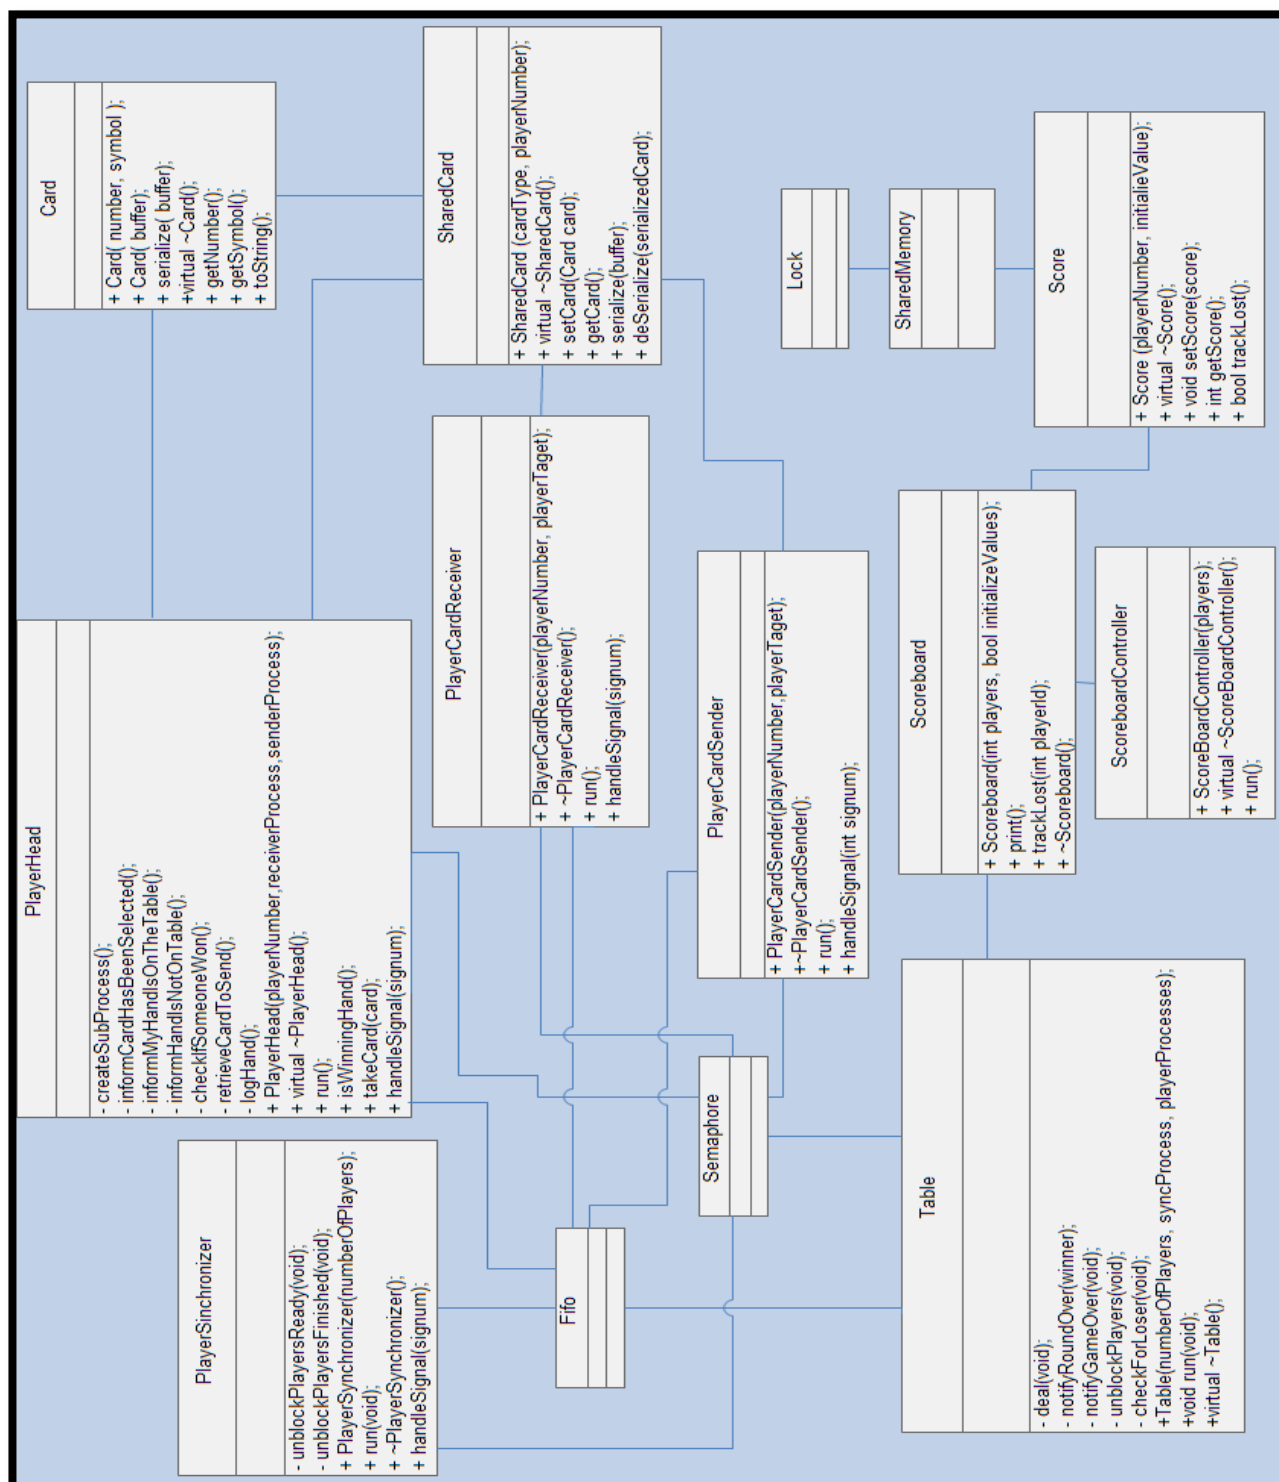 PlayerSinchronizer
- unblockPlayersReady(void);
- unblockPlayersFinished(void);
+ PlayerSynchronizer(numberOfPlayers);
+ run(void);
+ ~PlayerSynchronizer();
+ handleSignal(signum);
PlayerHead
- createSubProcess();
- informCardHasBeenSelected();
- informMyHandIsOnTheTable();
- informHandIsNotOnTable();
- checkIfSomeoneWon();
- retrieveCardToSend();
- logHand();
+ PlayerHead(playerNumber,receiverProcess,senderProcess);
+ virtual ~PlayerHead();
+ run();
+ isWinningHand();
+ takeCard(card);
+ handleSignal(signum);
Card
+ Card( number, symbol );
+ Card( buffer);
+ serialize( buffer);
+virtual ~Card();
+ getNumber();
+ getSymbol();
+ toString();
SharedCard
+ SharedCard (cardType, playerNumber);
+ virtual ~SharedCard();
+ setCard(Card card);
+ getCard();
+ serialize(buffer);
+ deSerialize(serializedCard);
PlayerCardReceiver
+ PlayerCardReceiver(playerNumber, playerTaget);
+ ~PlayerCardReceiver();
+ run();
+ handleSignal(signum);
Fifo
Semaphore
PlayerCardSender
+ PlayerCardSender(playerNumber,playerTaget);
+~PlayerCardSender();
+ run();
+ handleSignal(int signum);
Lock
SharedMemory
Table
- deal(void);
- notifyRoundOver(winner);
- notifyGameOver(void);
- unblockPlayers(void);
- checkForLoser(void);
+Table(numberOfPlayers, syncProcess, playerProcesses);
+void run(void);
+virtual ~Table();
Scoreboard
+ Scoreboard(int players, bool initializeValues);
+ print();
+ trackLost(int playerId);
+ ~Scoreboard();
Score
+ Score (playerNumber, initialieValue);
+ virtual ~Score();
+ void setScore(score);
+ int getScore();
+ bool trackLost();
ScoreboardController
+ ScoreBoardController(players);
+ virtual ~ScoreBoardController();
+ run();